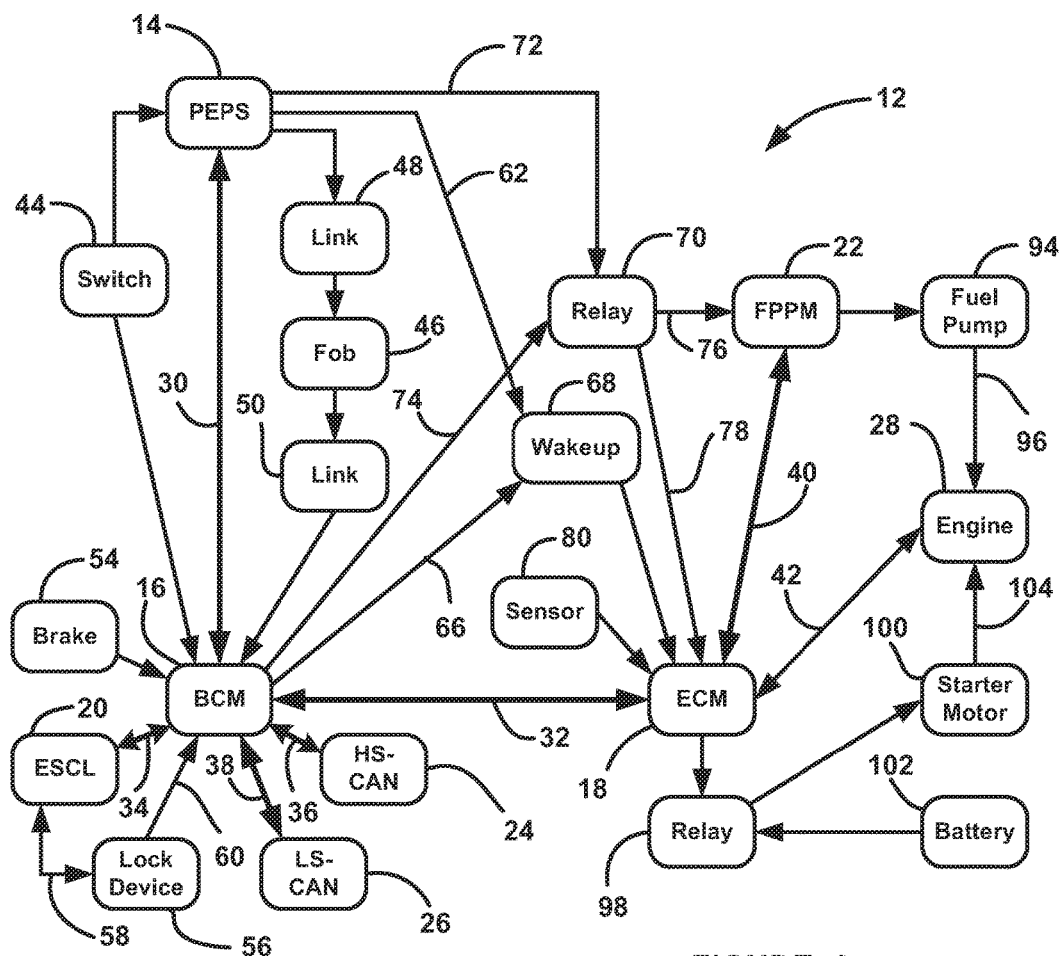 14
72
12
PEPS
48
62
44
Link
70
22
94
Switch
Relay
FPPM
Fuel
Pump
Fob
46
76
30
74
68
50
78
28
96
Link
Wakeup
40
Engine
80
54
16
66
42
104
Sensor
100
Brake
BCM
ECM
Starter
Motor
20
32
ESCL
HS-
CAN
38
36
18
102
34
24
Relay
Battery
60
Lock
Device
LS-
CAN
98
58
56
26